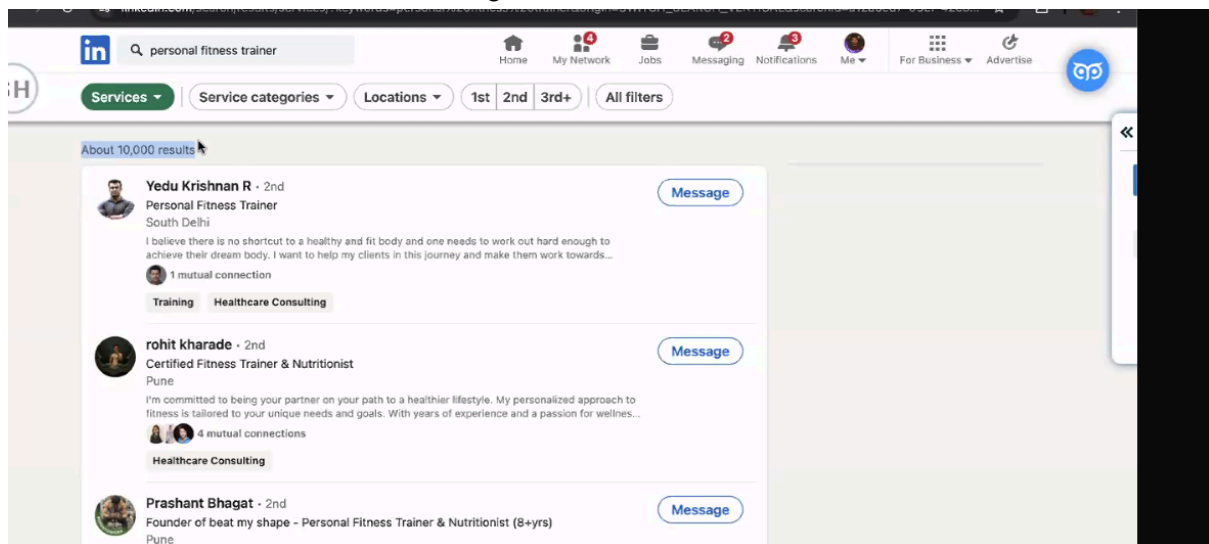 in
personal fitness trainer
4
2
3
Home
My Network
Jobs
Messaging
Notifications
Me
For Business
Advertise
H
Services
Service categories
Locations
1st
2nd
3rd+
All filters
About 10,000 results
Yedu Krishnan R · 2nd
Message
Personal Fitness Trainer
South Delhi
I believe there is no shortcut to a healthy and fit body and one needs to work out hard enough to
achieve their dream body. I want to help my clients in this journey and make them work towards...
1 mutual connection
Training
Healthcare Consulting
rohit kharade · 2nd
Message
Certified Fitness Trainer & Nutritionist
Pune
I'm committed to being your partner on your path to a healthier lifestyle. My personalized approach to
fitness is tailored to your unique needs and goals. With years of experience and a passion for wellnes...
4 mutual connections
Healthcare Consulting
Prashant Bhagat · 2nd
Message
Founder of beat my shape - Personal Fitness Trainer & Nutritionist (8+yrs)
Pune